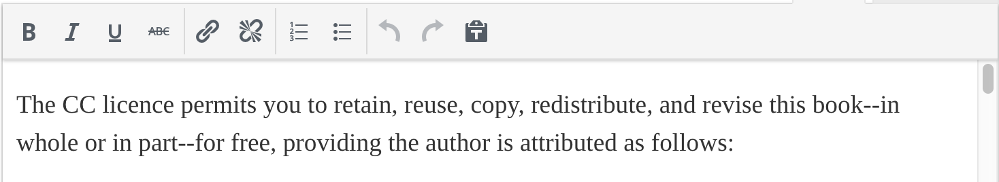 B I U ABC
The CC licence permits you to retain, reuse, copy, redistribute, and revise this book--in
whole or in part--for free, providing the author is attributed as follows: